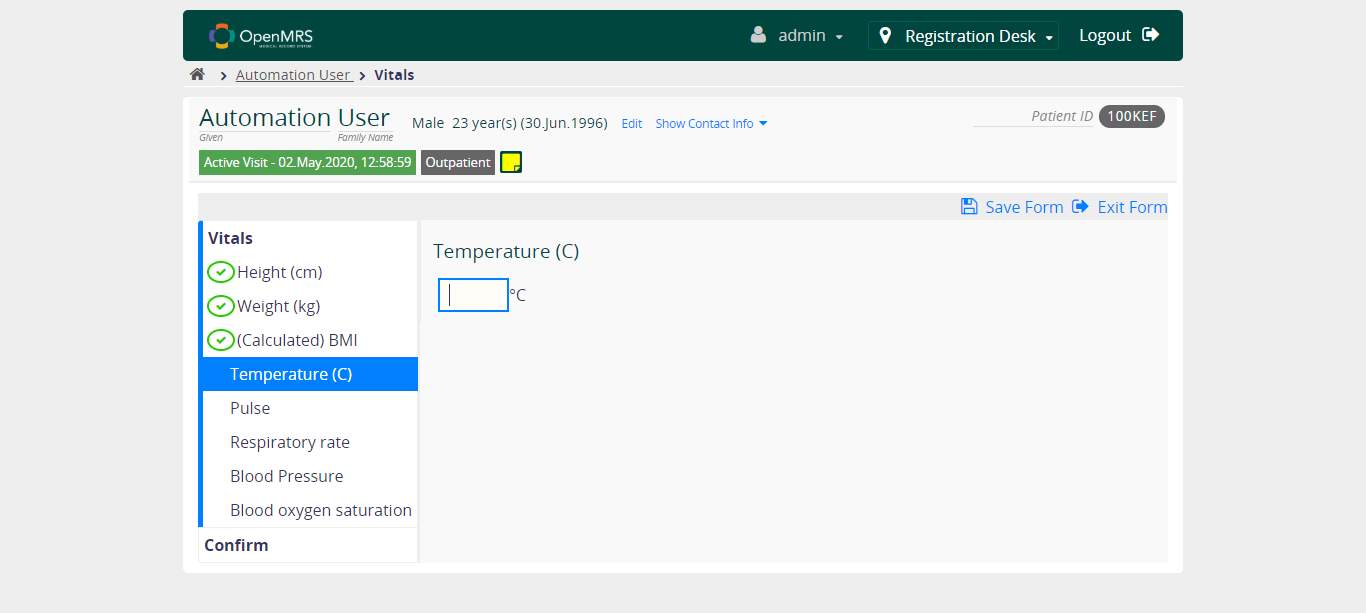 OpenMRS
MEDICAL RECORD SYSTEM
admin
Registration Desk
Logout
Automation User
Vitals
Automation User
Given
Family Name
Male 23 year(s) (30.Jun.1996) Edit Show Contact Info
Patient ID 100KEF
Active Visit - 02.May.2020, 12:58:59 Outpatient
Save Form Exit Form
Vitals
Height (cm)
Weight (kg)
(Calculated) BMI
Temperature (C)
Pulse
Respiratory rate
Blood Pressure
Blood oxygen saturation
Confirm
Temperature (C)
°C